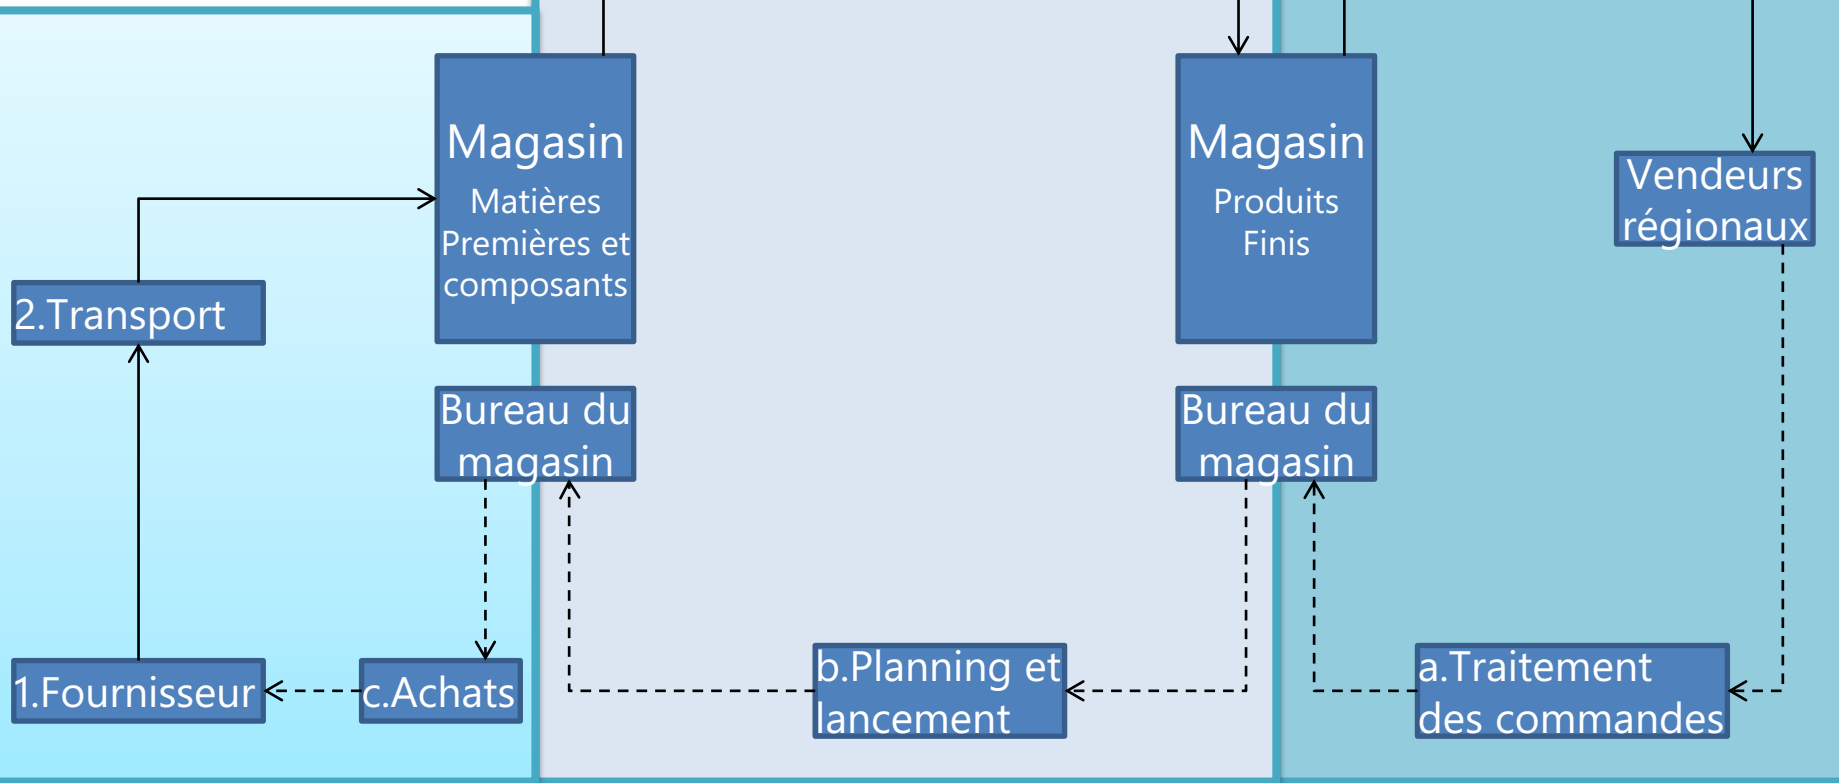 Magasin
Matières
Premières et
composants
Magasin
Produits
Finis
Vendeurs
régionaux
2.Transport
Bureau du
magasin
Bureau du
magasin
1.Fournisseur
c.Achats
b.Planning et
lancement
a.Traitement
des commandes